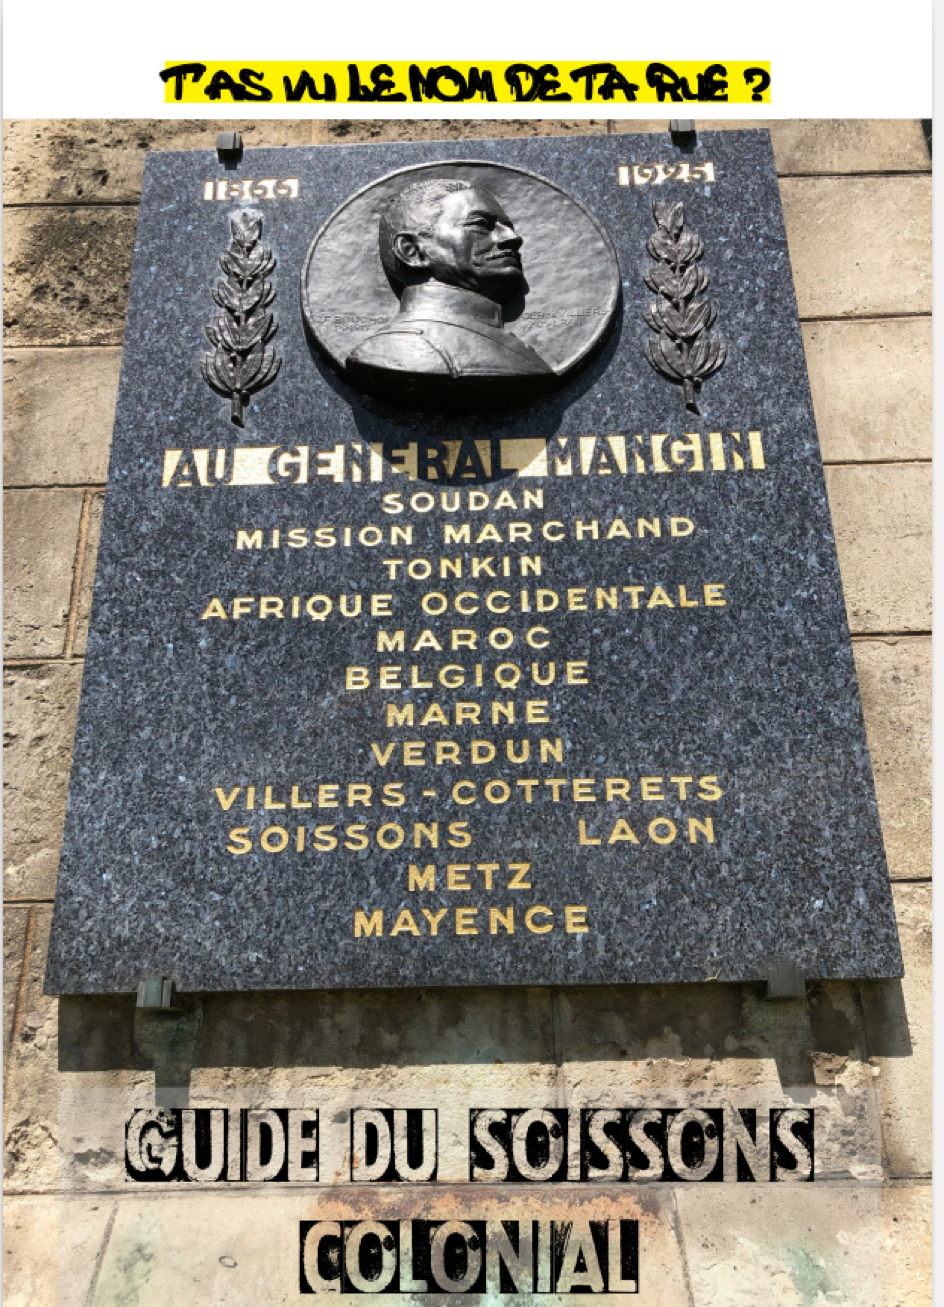 T'AS VU LE NOM DE TA RUE ?
1866 1925
AU GENERAL MANGIN
SOUDAN
MISSION MARCHAND
TONKIN
AFRIQUE OCCIDENTALE
MAROC
BELGIQUE
MARNE
VERDUN
VILLERS-COTTERETS
SOISSONS LAON
METZ
MAYENCE
GUIDE DU SOISSONS
COLONIAL